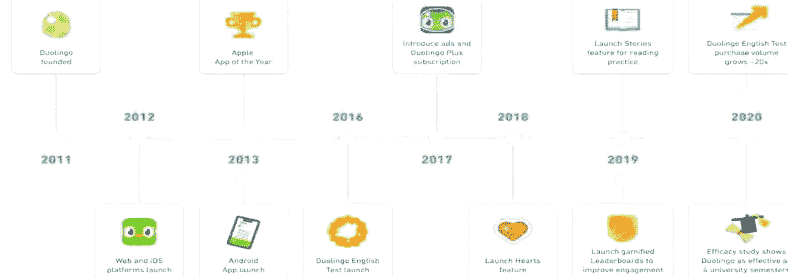 Duolingo
founded
Apple
App of the Year
Introduce ads and
Duolingo Plus
subscription
Launch Stories
feature for reading
practice
Duolingo English Test
purchase volume
grows ~20x
2012
2016
2018
2020
2011
2013
2017
2019
Web and iOS
platforms launch
Android
App launch
Duolingo English
Test launch
Launch Hearts
feature
Launch gamified
Leaderboards to
improve engagement
Efficacy study shows
Duolingo as effective a
4 university semesters